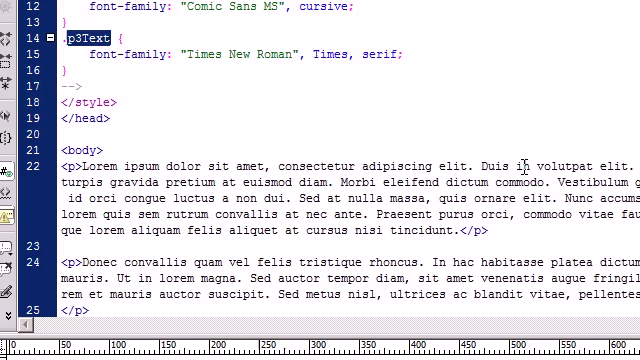 12 font-family: "Comic Sans MS", cursive;
13 }
14 .p3Text {
15 font-family: "Times New Roman", Times, serif;
16 }
17 -->
18 </style>
19 </head>
20
21 <body>
22 <p>Lorem ipsum dolor sit amet, consectetur adipiscing elit. Duis in volutpat elit.
turpis gravida pretium at euismod diam. Morbi eleifend dictum commodo. Vestibulum
id orci congue luctus a non dui. Sed at nulla massa, quis ornare elit. Nunc accums
lorem quis sem rutrum convallis at nec ante. Praesent purus orci, commodo vitae fau
que lorem aliquam felis aliquet at cursus nisi tincidunt.</p>
23
24 <p>Donec convallis quam vel felis tristique rhoncus. In hac habitasse platea dictum
mauris. Ut in lorem magna. Sed auctor tempor diam, sit amet venenatis augue fringil
rem et mauris auctor suscipit. Sed metus nisl, ultrices ac blandit vitae, pellentes
25 </p>
0 50 100 150 200 250 300 350 400 450 500 550 600